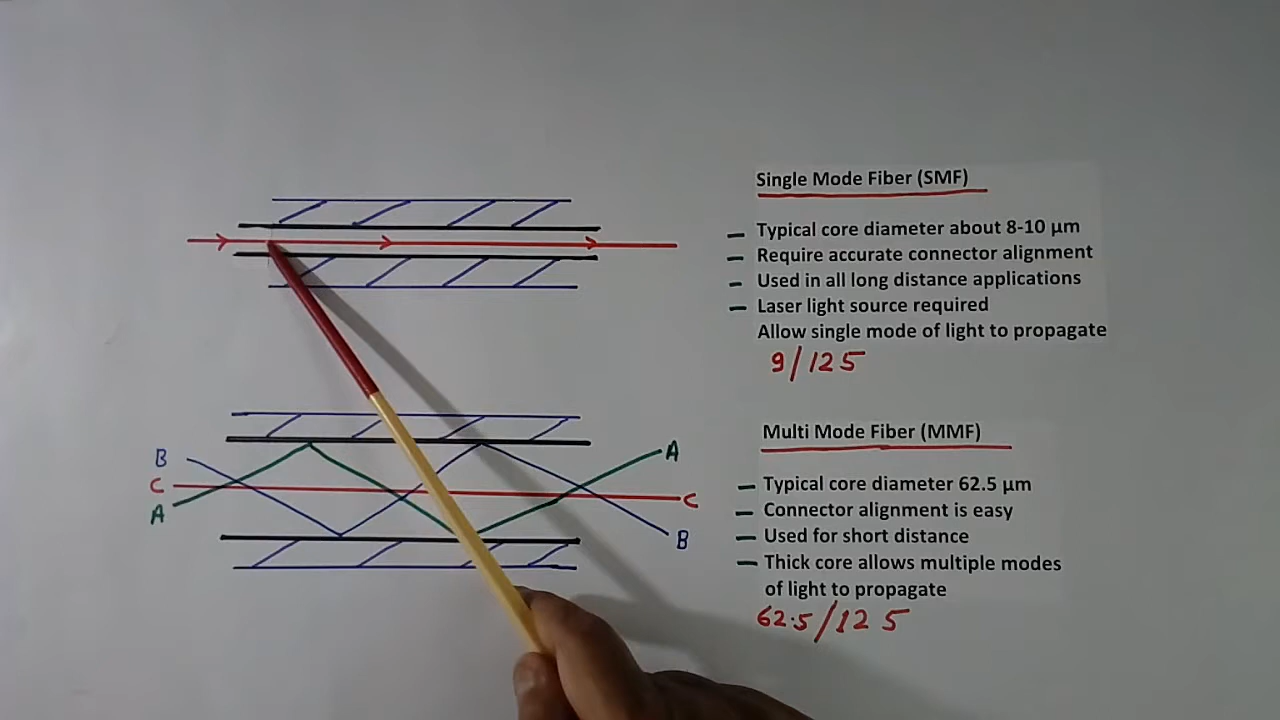 Single Mode Fiber (SMF)
Typical core diameter about 8-10 µm
Require accurate connector alignment
Used in all long distance applications
Laser light source required
Allow single mode of light to propagate
9/125
B
C
A
A
C
B
Multi Mode Fiber (MMF)
Typical core diameter 62.5 µm
Connector alignment is easy
Used for short distance
Thick core allows multiple modes
of light to propagate
62.5/125